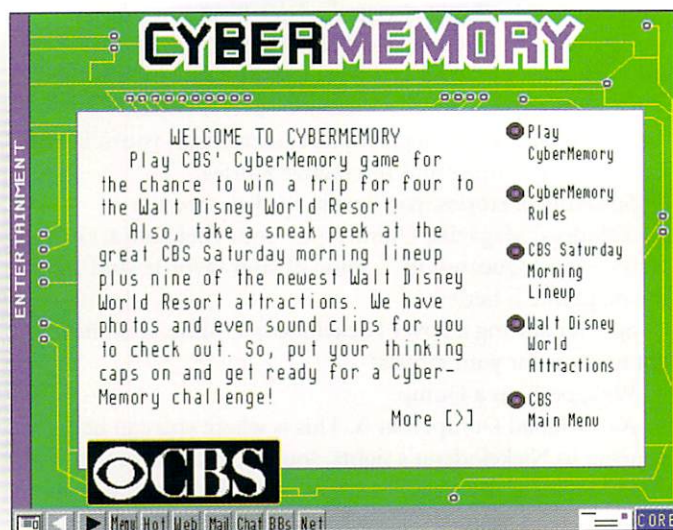 CYBERMEMORY
ENTERTAINMENT
WELCOME TO CYBERMEMORY
Play CBS' CyberMemory game for
the chance to win a trip for four to
the Walt Disney World Resort!
Also, take a sneak peek at the
great CBS Saturday morning lineup
plus nine of the newest Walt Disney
World Resort attractions. We have
photos and even sound clips for you
to check out. So, put your thinking
caps on and get ready for a Cyber-
Memory challenge!
More [>]
Play
CyberMemory
CyberMemory
Rules
CBS Saturday
Morning
Lineup
Walt Disney
World
Attractions
CBS
Main Menu
CBS
Menu Hot Web Mail Chat BBs Net
CORE